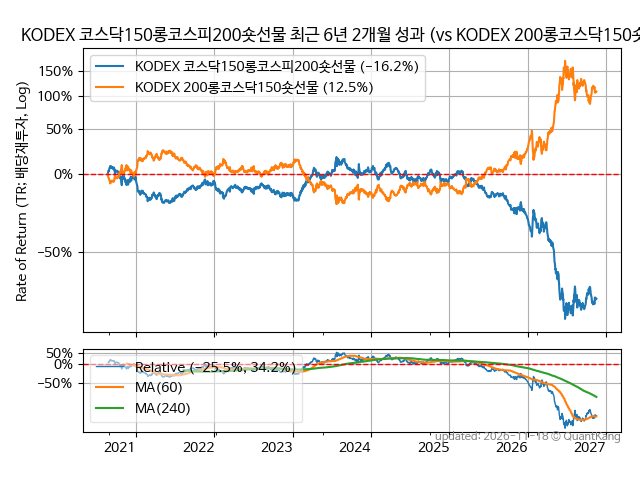 KODEX 코스닥150롱코스피200숏선물 최근 6년 2개월 성과 (vs KODEX 200롱코스닥150숏
KODEX 코스닥150롱코스피200숏선물 (−16.2%)
KODEX 200롱코스닥150숏선물 (12.5%)
150%
100%
50%
0%
−50%
Rate of Return (TR: 배당재투자, Log)
50%
0%
−50%
Relative (−25.5%, 34.2%)
MA(60)
MA(240)
2021
2022
2023
2024
2025
2026
2027
updated: 2026-11-18 © QuantKang